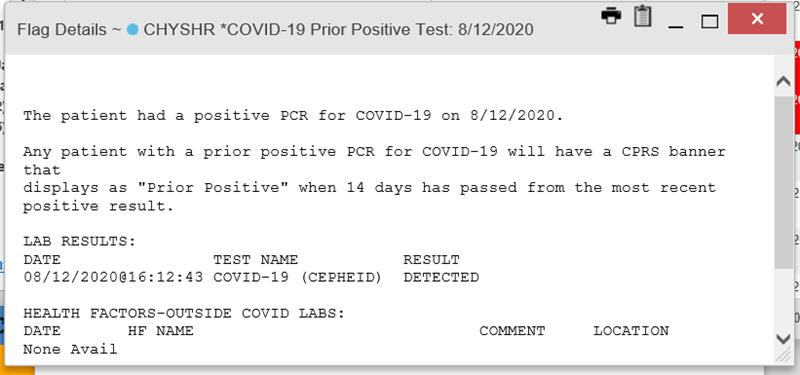 Flag Details ~ CHYSHR *COVID-19 Prior Positive Test: 8/12/2020
The patient had a positive PCR for COVID-19 on 8/12/2020.
Any patient with a prior positive PCR for COVID-19 will have a CPRS banner
that
displays as "Prior Positive" when 14 days has passed from the most recent
positive result.
LAB RESULTS:
DATE TEST NAME RESULT
08/12/2020@16:12:43 COVID-19 (CEPHEID) DETECTED
HEALTH FACTORS-OUTSIDE COVID LABS:
DATE HF NAME COMMENT LOCATION
None Avail